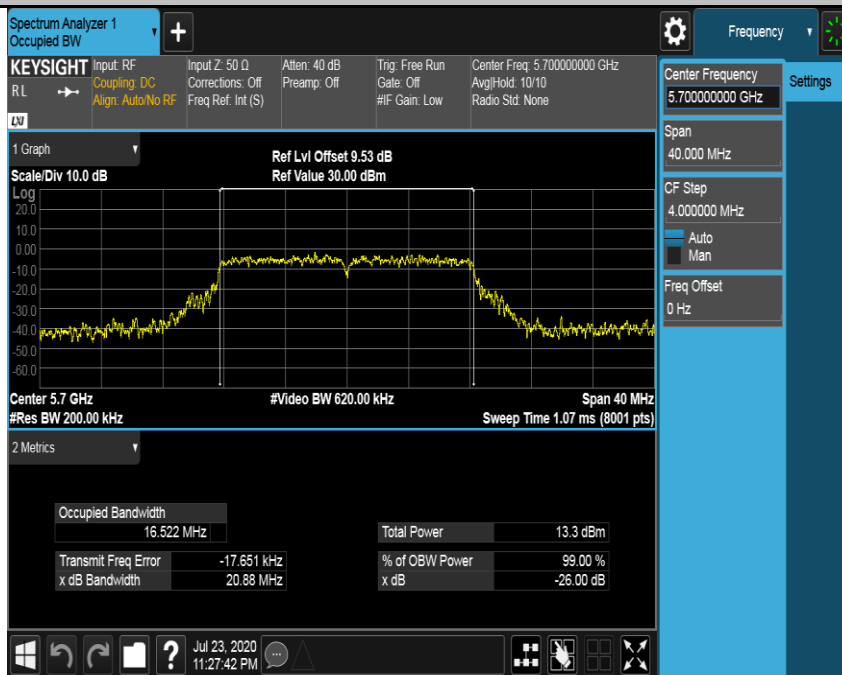 Spectrum Analyzer 1
Occupied BW
+
Frequency
KEYSIGHT
RL
LXI
Input: RF
Coupling: DC
Align: Auto/No RF
Input Z: 50 Ω
Corrections: Off
Freq Ref: Int (S)
Atten: 40 dB
Preamp: Off
Trig: Free Run
Gate: Off
#IF Gain: Low
Center Freq: 5.700000000 GHz
Avg|Hold: 10/10
Radio Std: None
Center Frequency
5.700000000 GHz
Settings
Span
40.000 MHz
CF Step
4.000000 MHz
Auto
Man
Freq Offset
0 Hz
1 Graph
Scale/Div 10.0 dB
Ref Lvl Offset 9.53 dB
Ref Value 30.00 dBm
Log
20.0
10.0
0.00
-10.0
-20.0
-30.0
-40.0
-50.0
-60.0
Center 5.7 GHz
#Video BW 620.00 kHz
Span 40 MHz
#Res BW 200.00 kHz
Sweep Time 1.07 ms (8001 pts)
2 Metrics
Occupied Bandwidth
16.522 MHz
Total Power 13.3 dBm
Transmit Freq Error -17.651 kHz
% of OBW Power 99.00 %
x dB Bandwidth 20.88 MHz
x dB -26.00 dB
?
Jul 23, 2020
11:27:42 PM